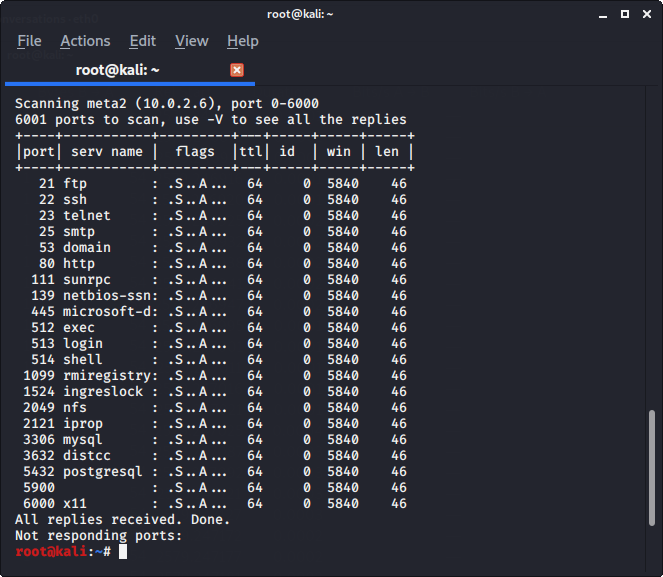 root@kali: ~
File Actions Edit View Help
root@kali: ~
Scanning meta2 (10.0.2.6), port 0-6000
6001 ports to scan, use -V to see all the replies
+----+-----------+---------+---+-----+-----+-----+
|port| serv name |  flags  |ttl| id  | win | len |
+----+-----------+---------+---+-----+-----+-----+
   21 ftp        : .S..A...  64     0  5840    46
   22 ssh        : .S..A...  64     0  5840    46
   23 telnet     : .S..A...  64     0  5840    46
   25 smtp       : .S..A...  64     0  5840    46
   53 domain     : .S..A...  64     0  5840    46
   80 http       : .S..A...  64     0  5840    46
  111 sunrpc     : .S..A...  64     0  5840    46
  139 netbios-ssn: .S..A...  64     0  5840    46
  445 microsoft-d: .S..A...  64     0  5840    46
  512 exec       : .S..A...  64     0  5840    46
  513 login      : .S..A...  64     0  5840    46
  514 shell      : .S..A...  64     0  5840    46
 1099 rmiregistry: .S..A...  64     0  5840    46
 1524 ingreslock : .S..A...  64     0  5840    46
 2049 nfs        : .S..A...  64     0  5840    46
 2121 iprop      : .S..A...  64     0  5840    46
 3306 mysql      : .S..A...  64     0  5840    46
 3632 distcc     : .S..A...  64     0  5840    46
 5432 postgresql : .S..A...  64     0  5840    46
 5900            : .S..A...  64     0  5840    46
 6000 x11        : .S..A...  64     0  5840    46
All replies received. Done.
Not responding ports:
root@kali:~#